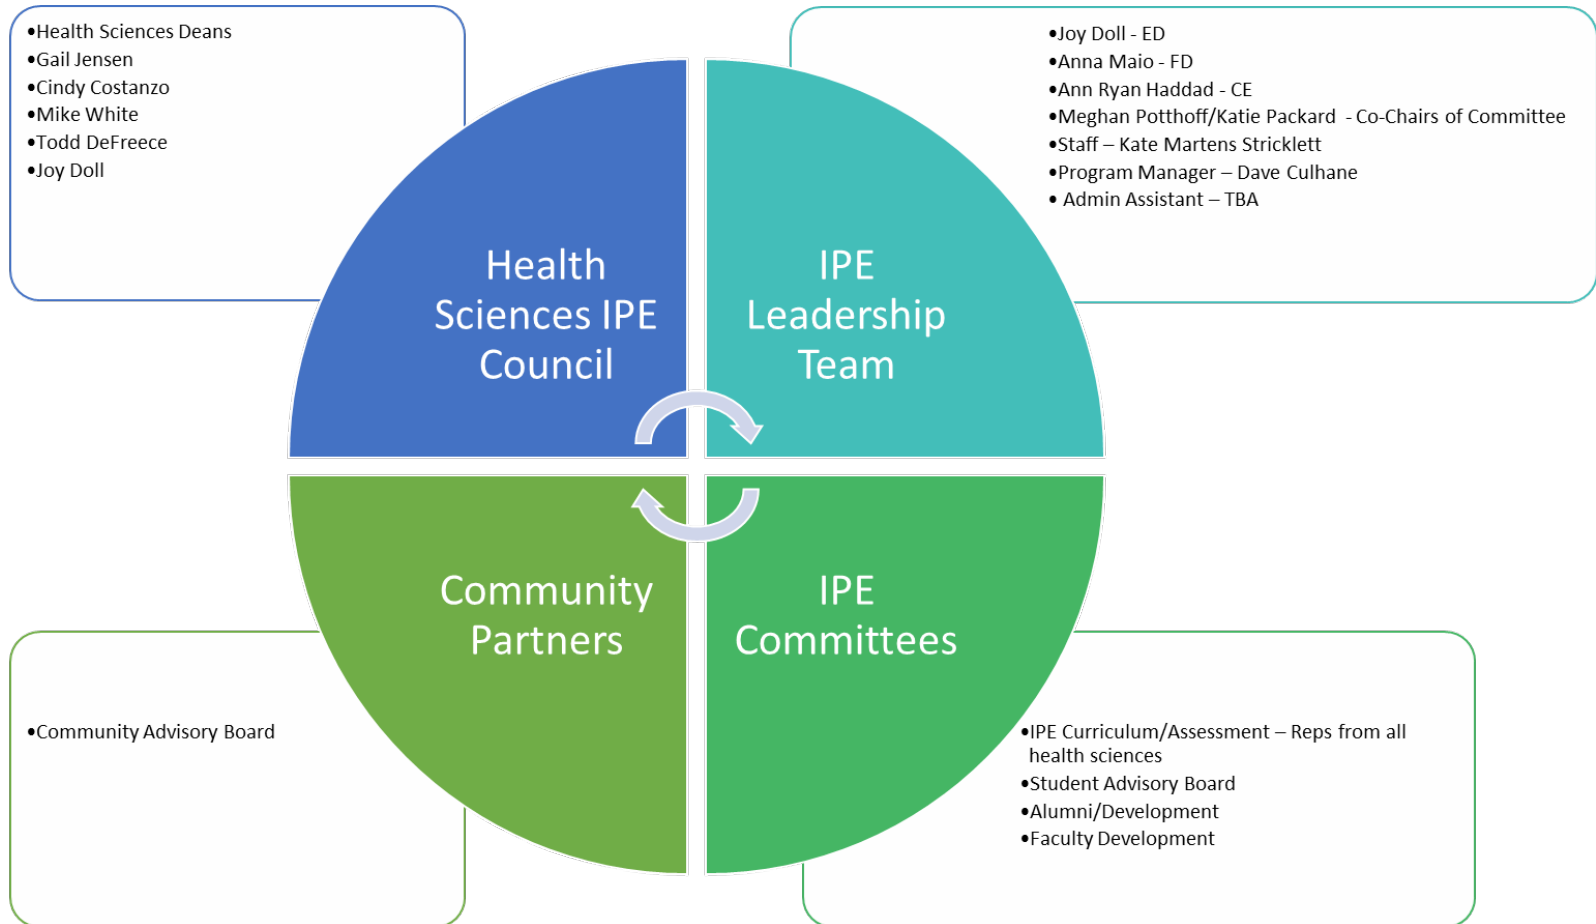 •Health Sciences Deans
•Gail Jensen
•Cindy Costanzo
•Mike White
•Todd DeFreece
•Joy Doll
•Joy Doll - ED
•Anna Maio - FD
•Ann Ryan Haddad - CE
•Meghan Potthoff/Katie Packard - Co-Chairs of Committee
•Staff – Kate Martens Stricklett
•Program Manager – Dave Culhane
• Admin Assistant – TBA
Health
Sciences IPE
Council
IPE
Leadership
Team
Community
Partners
IPE
Committees
•Community Advisory Board
•IPE Curriculum/Assessment – Reps from all
health sciences
•Student Advisory Board
•Alumni/Development
•Faculty Development